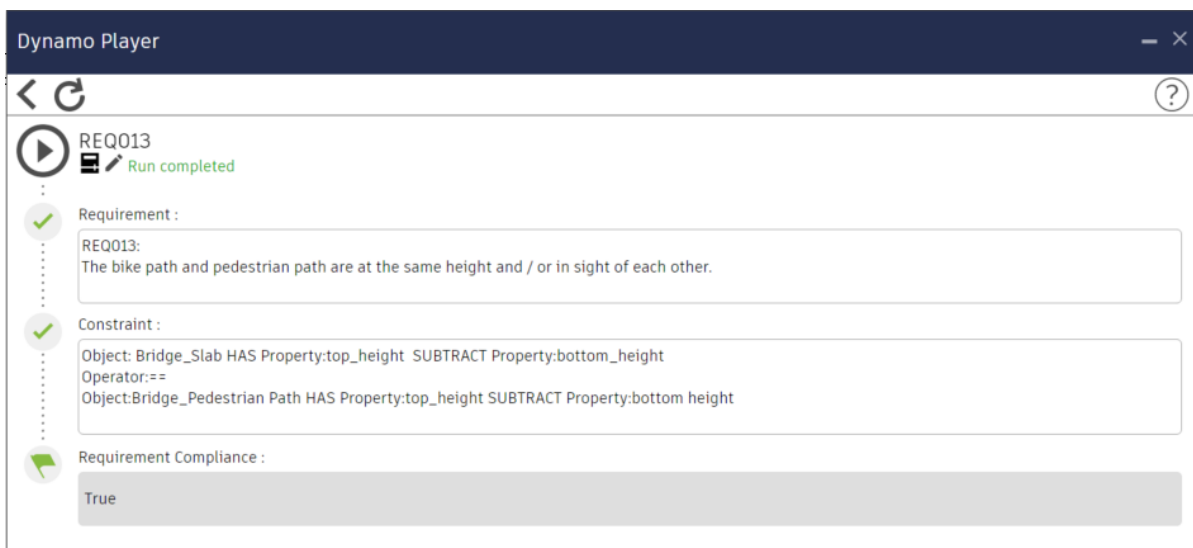 Dynamo Player
?
REQ013
Run completed
Requirement :
REQ013:
The bike path and pedestrian path are at the same height and / or in sight of each other.
Constraint :
Object: Bridge_Slab HAS Property:top_height  SUBTRACT Property:bottom_height
Operator:==
Object:Bridge_Pedestrian Path HAS Property:top_height SUBTRACT Property:bottom height
Requirement Compliance :
True